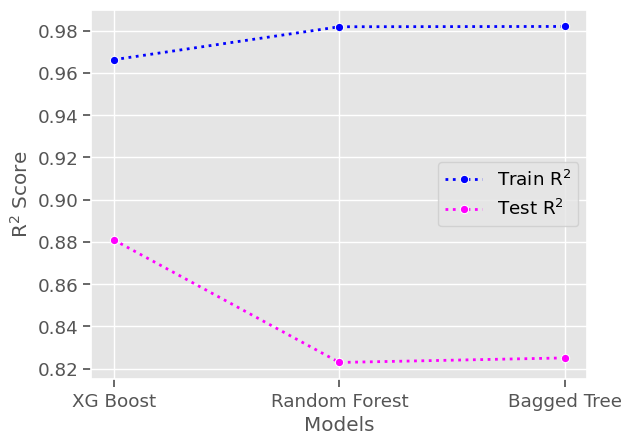 0.98
0.96
0.94
0.92
0.90
0.88
0.86
0.84
0.82
R² Score
Train R²
Test R²
XG Boost
Random Forest
Bagged Tree
Models